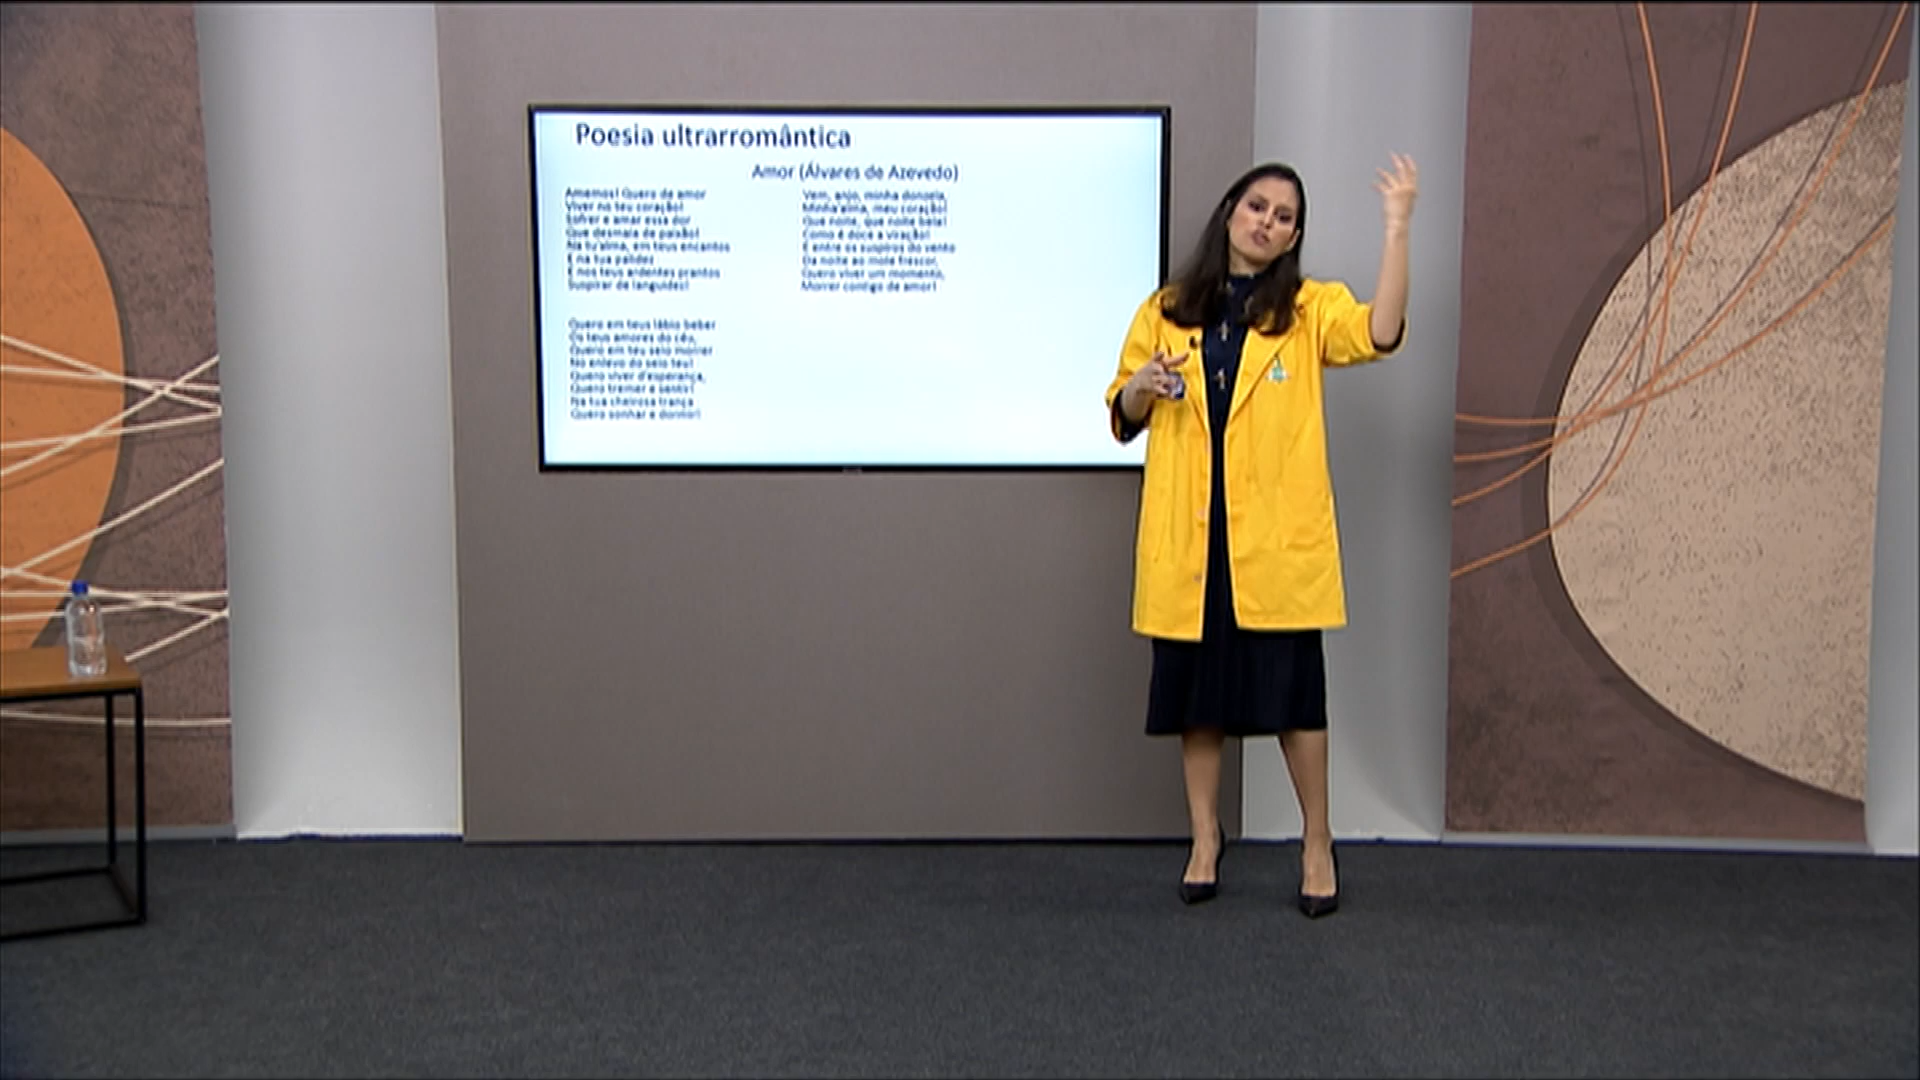 Poesia ultrarromântica
Amor (Álvares de Azevedo)
Amemos! Quero de amor
Viver no teu coração!
Sofrer e amar essa dor
Que desmaia de paixão!
Na tu'alma, em teus encantos
E na tua palidez
E nos teus ardentes prantos
Suspirar de languidez!
Quero em teus lábio beber
Os teus amores do céu,
Quero em teu seio morrer
No enlevo do seio teu!
Quero viver d'esperança,
Quero tremer e sentir!
Na tua cheirosa trança
Quero sonhar e dormir!
Vem, anjo, minha donzela,
Minha'alma, meu coração!
Que noite, que noite bela!
Como é doce a viração!
E entre os suspiros do vento
Da noite ao mole frescor,
Quero viver um momento,
Morrer contigo de amor!